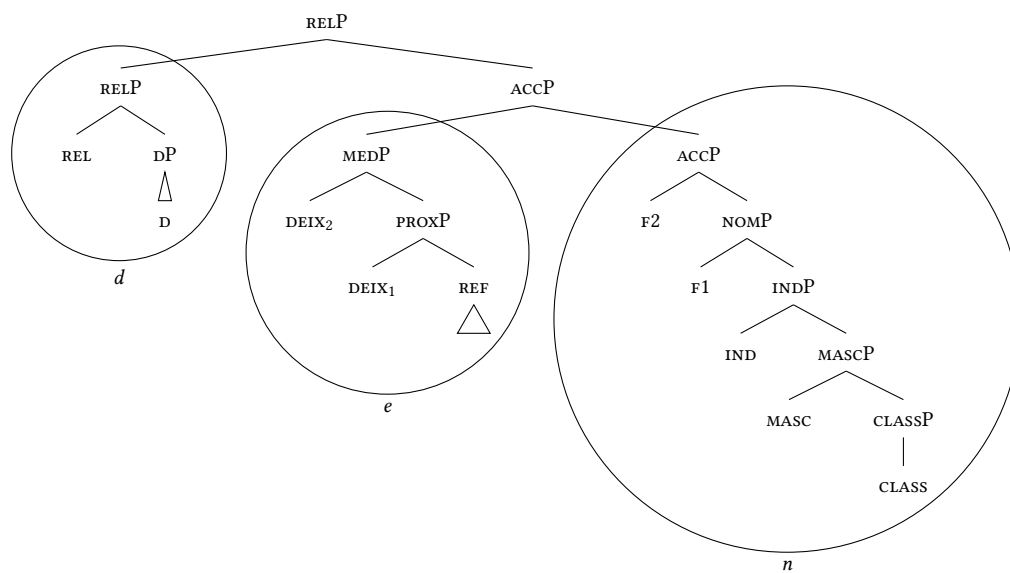 RELP
RELP ACCP
REL DP MEDP ACCP
D DEIX₂ PROXP F2 NOMP
d DEIX₁ REF F1 INDP
IND MASCP
e MASC CLASSP
CLASS
n